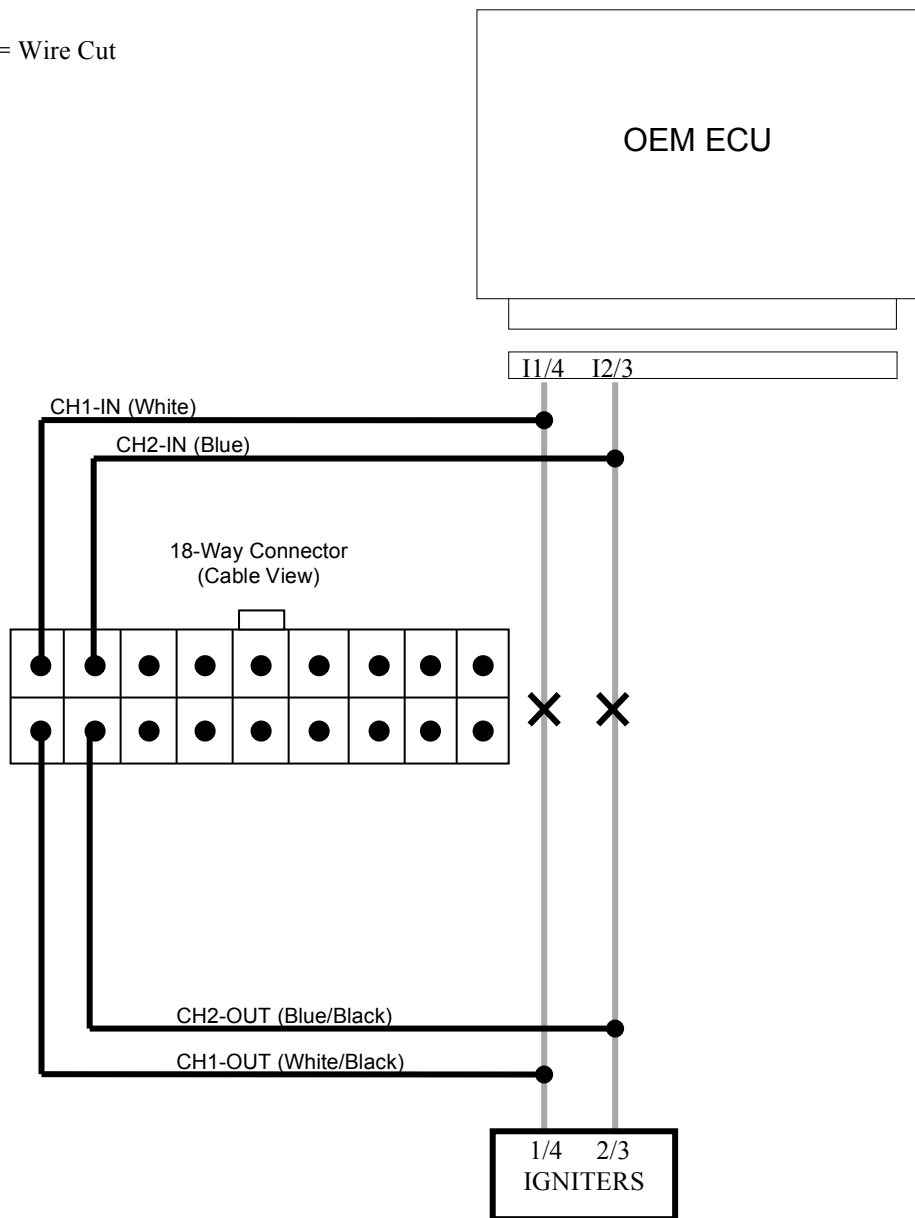 = Wire Cut
OEM ECU
I1/4 I2/3
CH1-IN (White)
CH2-IN (Blue)
18-Way Connector
(Cable View)
CH2-OUT (Blue/Black)
CH1-OUT (White/Black)
1/4 2/3
IGNITERS